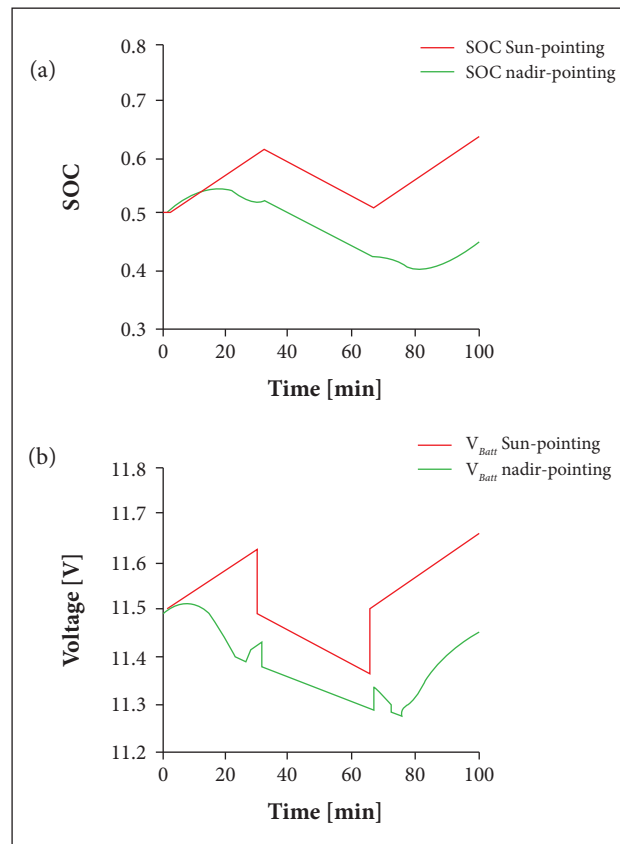 (a)
SOC Sun-pointing
SOC nadir-pointing
0.8
0.7
0.6
0.5
0.4
0.3
SOC
0 20 40 60 80 100
Time [min]
(b)
V_Batt Sun-pointing
V_Batt nadir-pointing
11.8
11.7
11.6
11.5
11.4
11.3
11.2
Voltage [V]
0 20 40 60 80 100
Time [min]